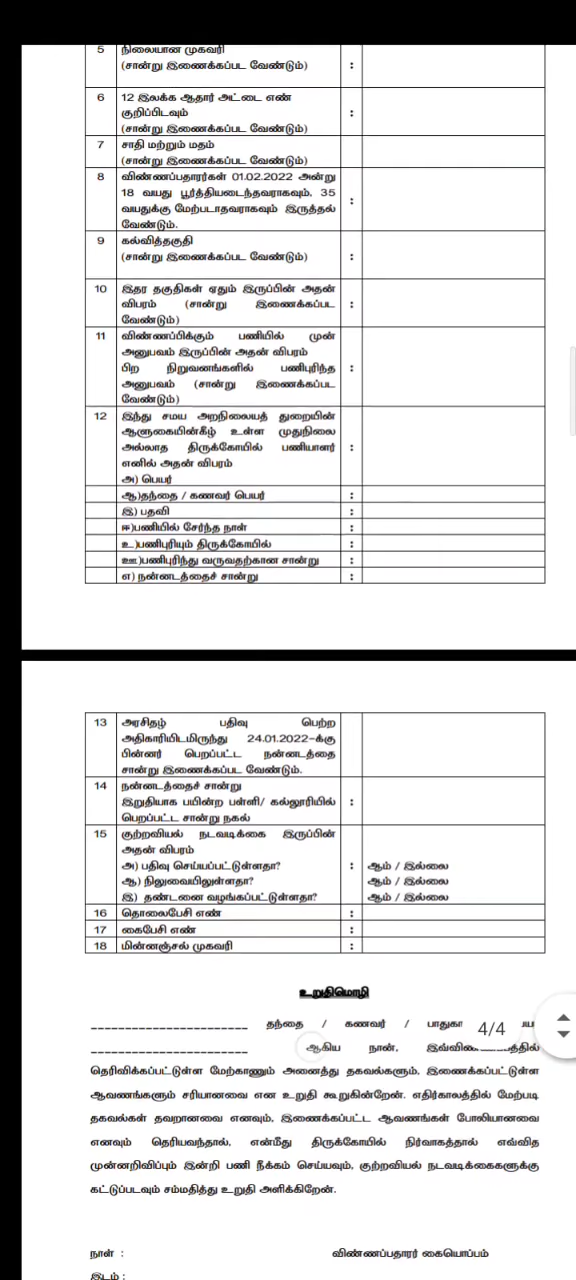 5 நிலையான முகவரி
(சான்று இணைக்கப்பட வேண்டும்) :
6 12 இலக்க ஆதார் அட்டை எண்
குறிப்பிடவும் :
(சான்று இணைக்கப்பட வேண்டும்)
7 சாதி மற்றும் மதம்
(சான்று இணைக்கப்பட வேண்டும்) :
8 விண்ணப்பதாரர்கள் 01.02.2022 அன்று
18 வயது பூர்த்தியடைந்தவராகவும், 35
வயதுக்கு மேற்படாதவராகவும் இருத்தல் :
வேண்டும்.
9 கல்வித்தகுதி
(சான்று இணைக்கப்பட வேண்டும்) :
10 இதர தகுதிகள் ஏதும் இருப்பின் அதன்
விபரம் (சான்று இணைக்கப்பட :
வேண்டும்)
11 விண்ணப்பிக்கும் பணியில் முன்
அனுபவம் இருப்பின் அதன் விபரம்
பிற நிறுவனங்களில் பணிபுரிந்த :
அனுபவம் (சான்று இணைக்கப்பட
வேண்டும்)
12 இந்து சமய அறநிலையத் துறையின்
ஆளுகையின்கீழ் உள்ள முதுநிலை
அல்லாத திருக்கோயில் பணியாளர் :
எனில் அதன் விபரம்
அ) பெயர்
ஆ)தந்தை / கணவர் பெயர் :
இ) பதவி :
ஈ)பணியில் சேர்ந்த நாள் :
உ)பணிபுரியும் திருக்கோயில் :
ஊ)பணிபுரிந்து வருவதற்கான சான்று :
எ) நன்னடத்தைச் சான்று :
13 அரசிதழ் பதிவு பெற்ற
அதிகாரியிடமிருந்து 24.01.2022-க்கு
பின்னர் பெறப்பட்ட நன்னடத்தை
சான்று இணைக்கப்பட வேண்டும்.
14 நன்னடத்தைச் சான்று
இறுதியாக பயின்ற பள்ளி/ கல்லூரியில் :
பெறப்பட்ட சான்று நகல்
15 குற்றவியல் நடவடிக்கை இருப்பின்
அதன் விபரம்
அ) பதிவு செய்யப்பட்டுள்ளதா? : ஆம் / இல்லை
ஆ) நிலுவையிலுள்ளதா? ஆம் / இல்லை
இ) தண்டனை வழங்கப்பட்டுள்ளதா? ஆம் / இல்லை
16 தொலைபேசி எண் :
17 கைபேசி எண் :
18 மின்னஞ்சல் முகவரி :
உறுதிமொழி
_______________________ தந்தை / கணவர் / 4/4
_______________________ ஆகிய நான்,
தெரிவிக்கப்பட்டுள்ள மேற்காணும் அனைத்து தகவல்களும், இணைக்கப்பட்டுள்ள
ஆவணங்களும் சரியானவை என உறுதி கூறுகின்றேன். எதிர்காலத்தில் மேற்படி
தகவல்கள் தவறானவை எனவும், இணைக்கப்பட்ட ஆவணங்கள் போலியானவை
எனவும் தெரியவந்தால், என்மீது திருக்கோயில் நிர்வாகத்தால் எவ்வித
முன்னறிவிப்பும் இன்றி பணி நீக்கம் செய்யவும், குற்றவியல் நடவடிக்கைகளுக்கு
கட்டுப்படவும் சம்மதித்து உறுதி அளிக்கிறேன்.
நாள் : விண்ணப்பதாரர் கையொப்பம்
இடம் :